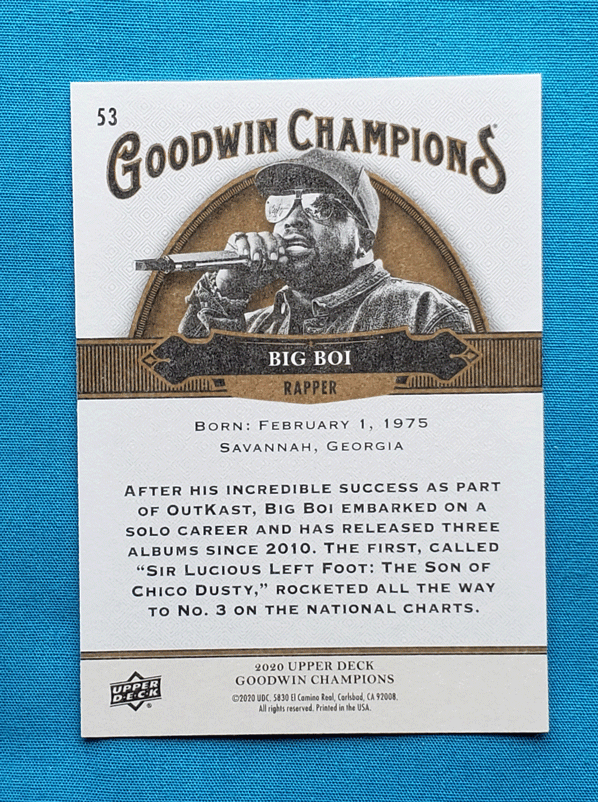 53
GOODWIN CHAMPIONS
BIG BOI
RAPPER
BORN: FEBRUARY 1, 1975
SAVANNAH, GEORGIA
AFTER HIS INCREDIBLE SUCCESS AS PART
OF OUTKAST, BIG BOI EMBARKED ON A
SOLO CAREER AND HAS RELEASED THREE
ALBUMS SINCE 2010. THE FIRST, CALLED
“SIR LUCIOUS LEFT FOOT: THE SON OF
CHICO DUSTY,” ROCKETED ALL THE WAY
TO NO. 3 ON THE NATIONAL CHARTS.
2020 UPPER DECK
GOODWIN CHAMPIONS
UPPER
D·E·C·K®
©2020 UDC. 5830 El Camino Real, Carlsbad, CA 92008.
All rights reserved. Printed in the USA.